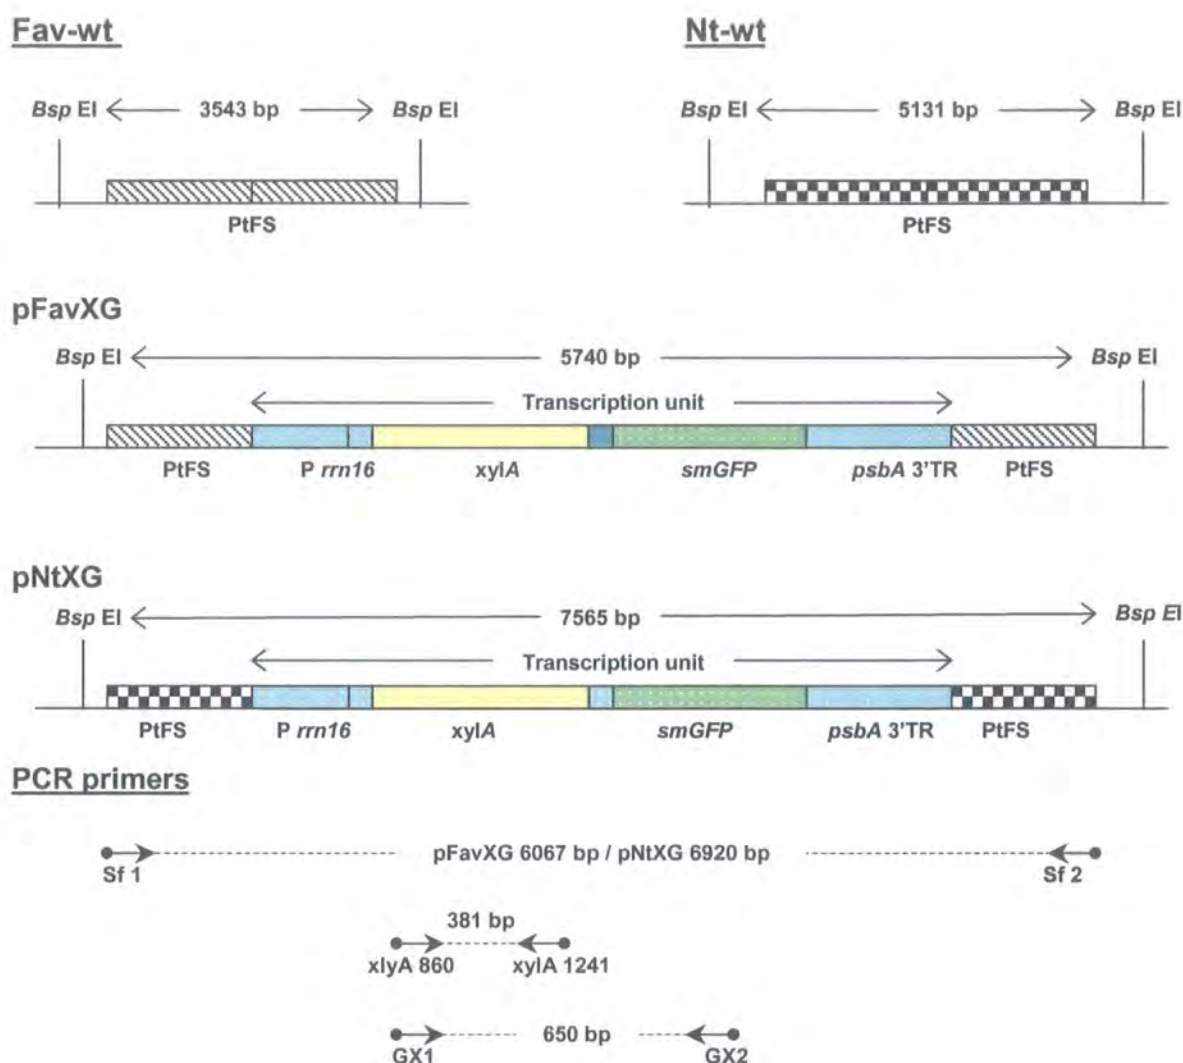 Fav-wt Nt-wt
Bsp EI 3543 bp Bsp EI Bsp EI 5131 bp Bsp EI
PtFS PtFS
pFavXG
Bsp EI 5740 bp Bsp EI
Transcription unit
PtFS P rrn16 xylA smGFP psbA 3'TR PtFS
pNtXG
Bsp EI 7565 bp Bsp EI
Transcription unit
PtFS P rrn16 xylA smGFP psbA 3'TR PtFS
PCR primers
pFavXG 6067 bp / pNtXG 6920 bp
Sf 1 Sf 2
381 bp
xlyA 860 xylA 1241
650 bp
GX1 GX2